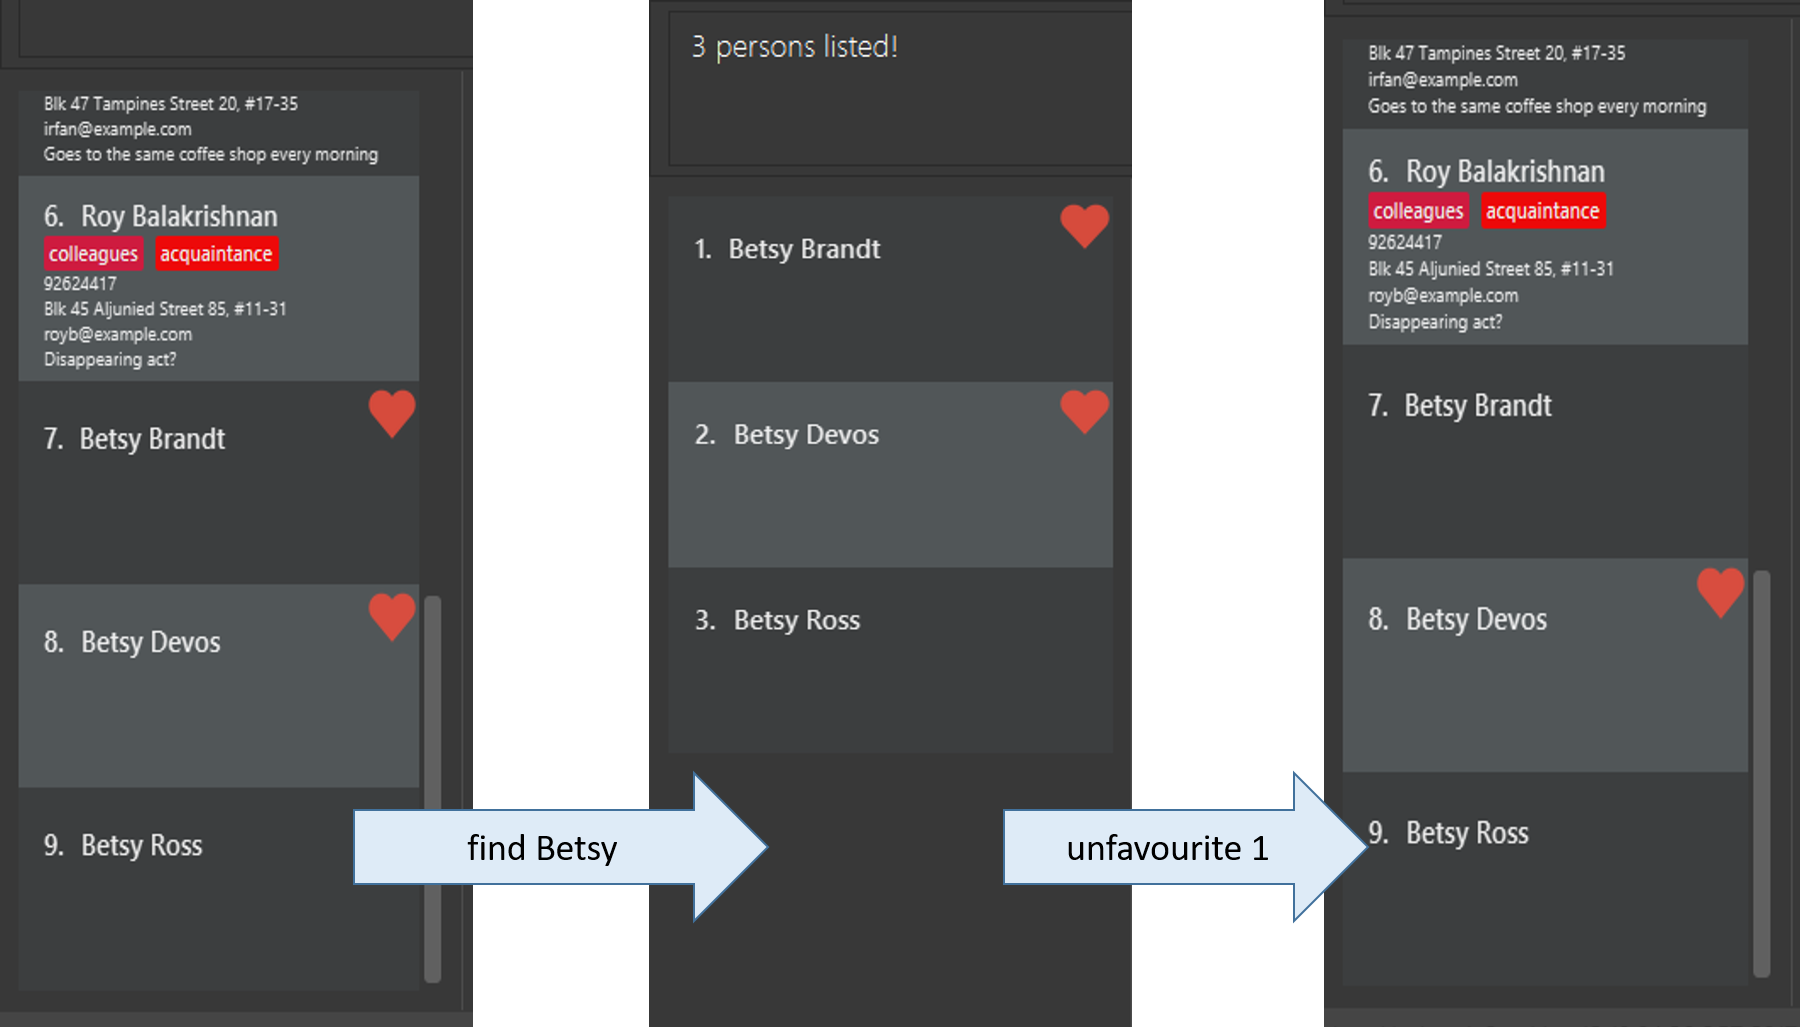 Blk 47 Tampines Street 20, #17-35
irfan@example.com
Goes to the same coffee shop every morning
6. Roy Balakrishnan
colleagues acquaintance
92624417
Blk 45 Aljunied Street 85, #11-31
royb@example.com
Disappearing act?
7. Betsy Brandt
8. Betsy Devos
9. Betsy Ross
find Betsy
3 persons listed!
1. Betsy Brandt
2. Betsy Devos
3. Betsy Ross
unfavourite 1
Blk 47 Tampines Street 20, #17-35
irfan@example.com
Goes to the same coffee shop every morning
6. Roy Balakrishnan
colleagues acquaintance
92624417
Blk 45 Aljunied Street 85, #11-31
royb@example.com
Disappearing act?
7. Betsy Brandt
8. Betsy Devos
9. Betsy Ross